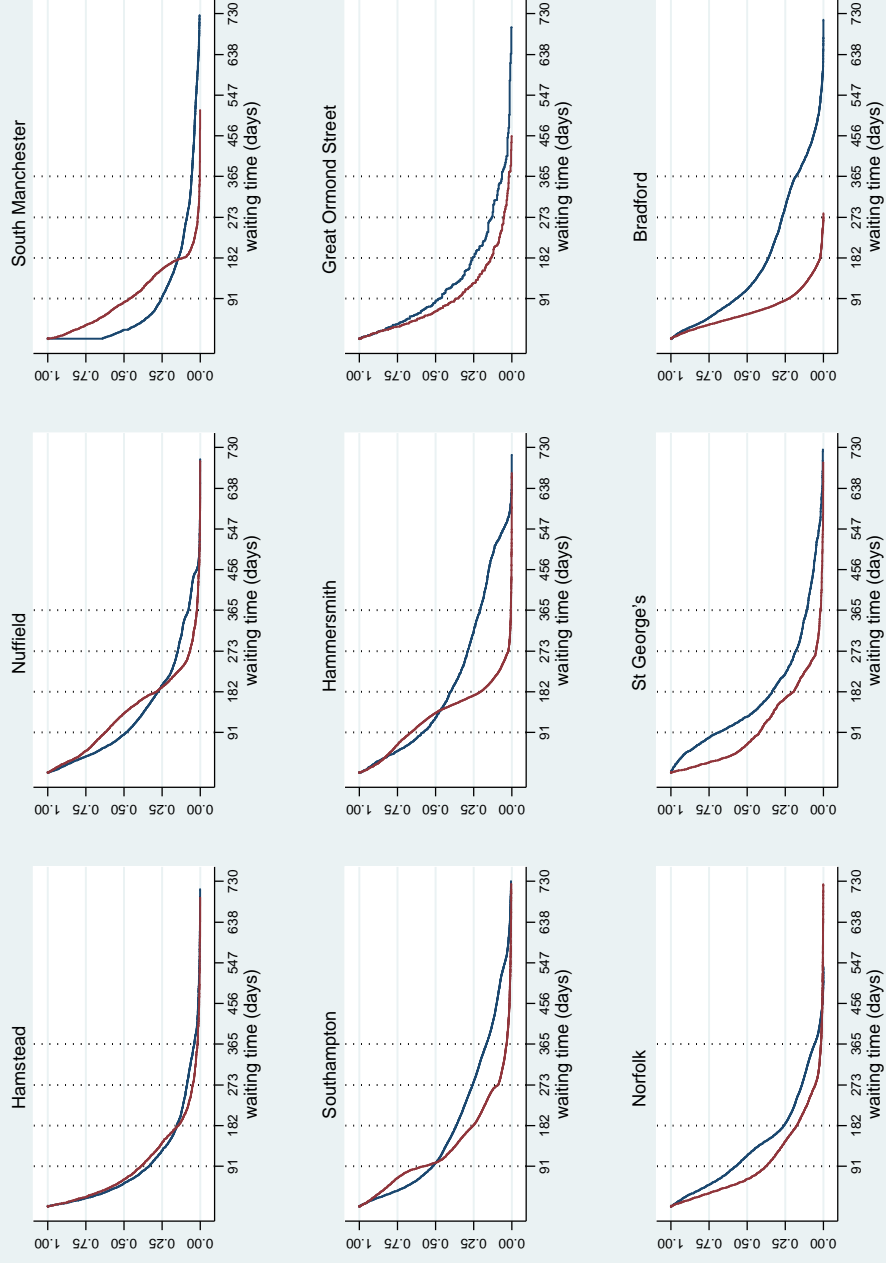 Hamstead
1.00
0.75
0.50
0.25
0.00
91 182 273 365 456 547 638 730
waiting time (days)
Nuffield
1.00
0.75
0.50
0.25
0.00
91 182 273 365 456 547 638 730
waiting time (days)
South Manchester
1.00
0.75
0.50
0.25
0.00
91 182 273 365 456 547 638 730
waiting time (days)
Southampton
1.00
0.75
0.50
0.25
0.00
91 182 273 365 456 547 638 730
waiting time (days)
Hammersmith
1.00
0.75
0.50
0.25
0.00
91 182 273 365 456 547 638 730
waiting time (days)
Great Ormond Street
1.00
0.75
0.50
0.25
0.00
91 182 273 365 456 547 638 730
waiting time (days)
Norfolk
1.00
0.75
0.50
0.25
0.00
91 182 273 365 456 547 638 730
waiting time (days)
St George's
1.00
0.75
0.50
0.25
0.00
91 182 273 365 456 547 638 730
waiting time (days)
Bradford
1.00
0.75
0.50
0.25
0.00
91 182 273 365 456 547 638 730
waiting time (days)